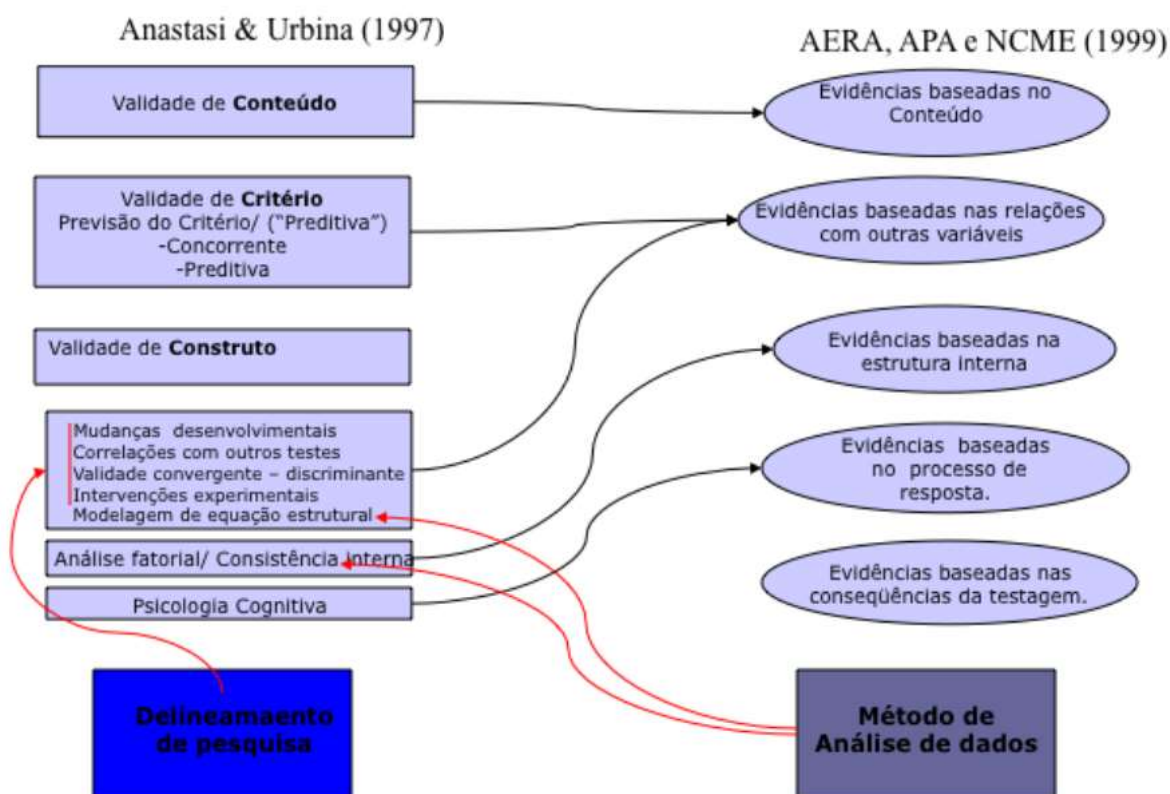 Anastasi & Urbina (1997)
AERA, APA e NCME (1999)
Validade de Conteúdo
Evidências baseadas no
Conteúdo
Validade de Critério
Previsão do Critério/ (“Preditiva”)
-Concorrente
-Preditiva
Evidências baseadas nas relações
com outras variáveis
Validade de Construto
Evidências baseadas na
estrutura interna
Mudanças desenvolvimentais
Correlações com outros testes
Validade convergente – discriminante
Intervenções experimentais
Modelagem de equação estrutural
Evidências baseadas
no processo de
resposta.
Análise fatorial/ Consistência interna
Psicologia Cognitiva
Evidências baseadas nas
conseqüências da testagem.
Delineamaento
de pesquisa
Método de
Análise de dados